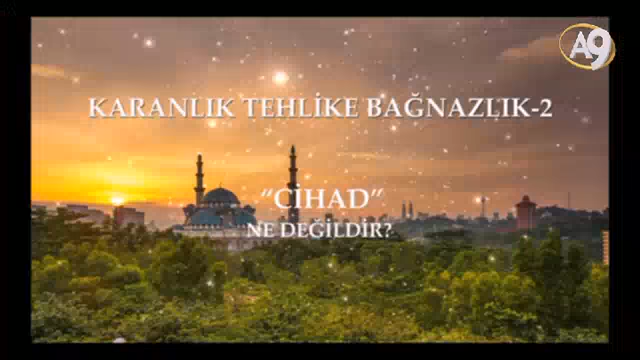 A9
KARANLIK TEHLİKE BAĞNAZLIK-2
“CİHAD”
NE DEĞİLDİR?